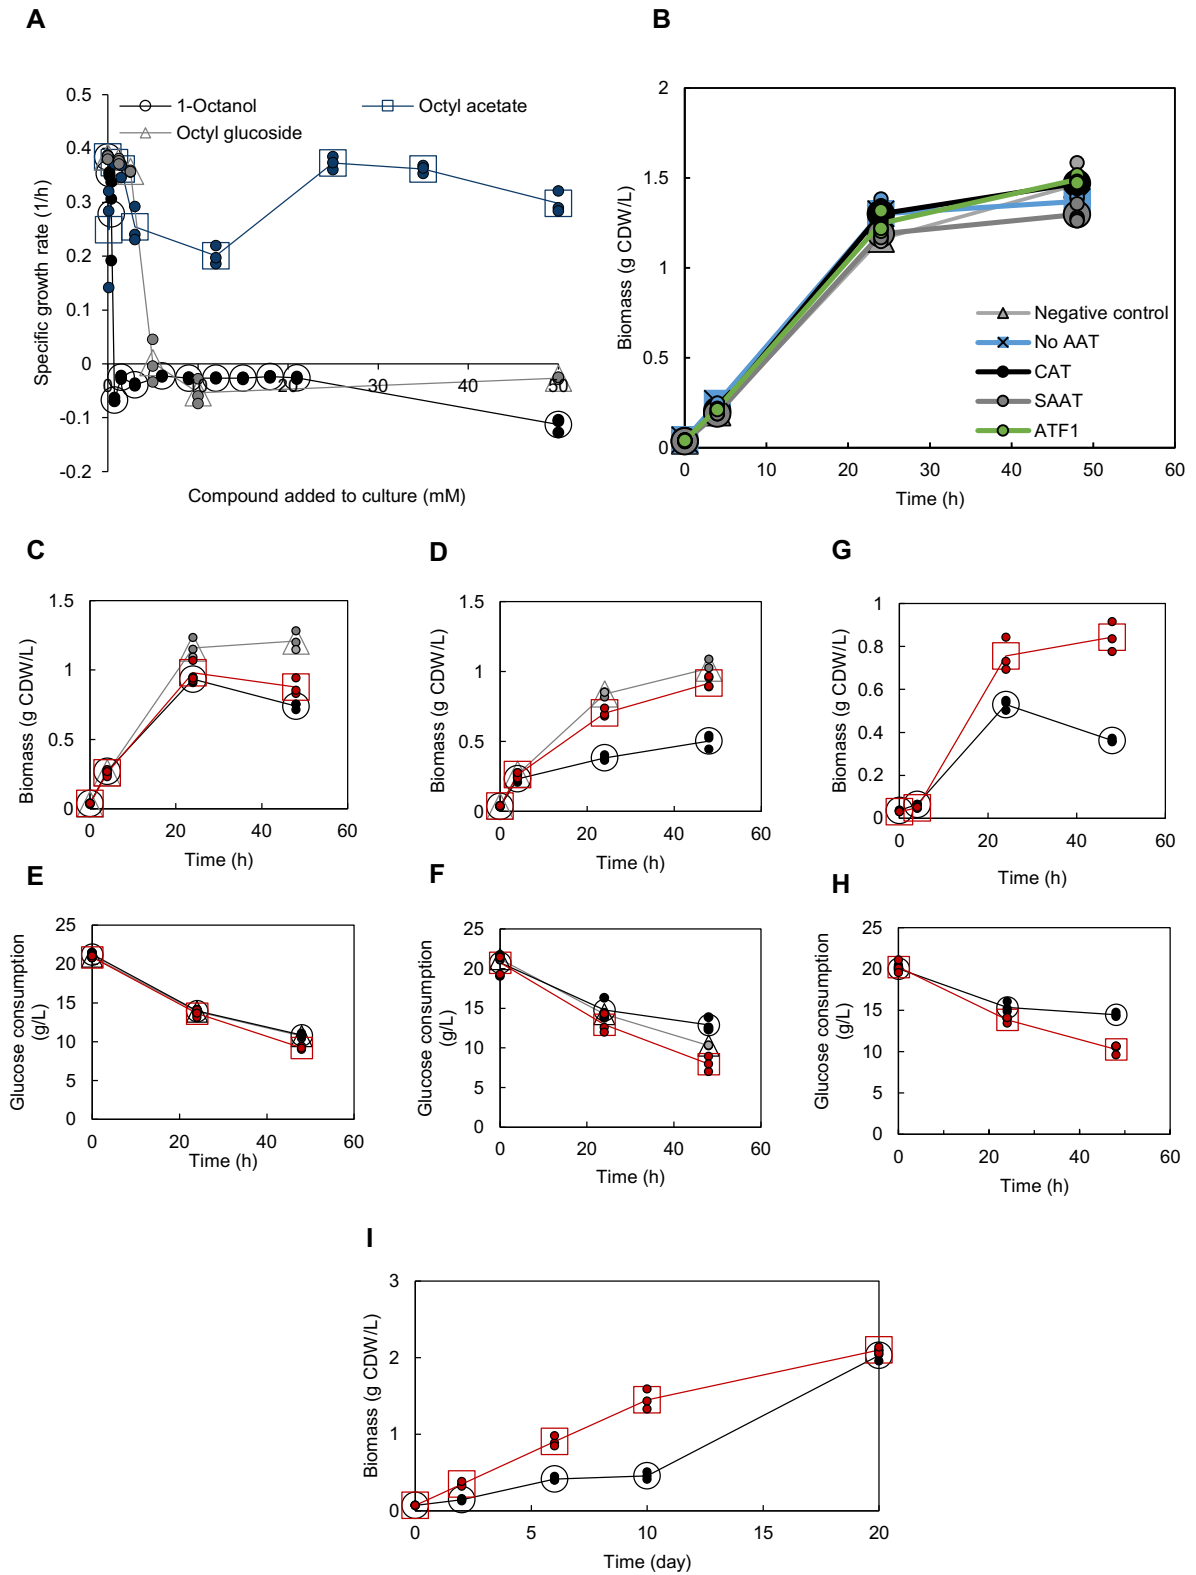 A
B
0.5
0.4
0.3
0.2
0.1
0
-0.1
-0.2
0
10
20
30
40
50
1-Octanol
Octyl acetate
Octyl glucoside
Specific growth rate (1/h)
Compound added to culture (mM)
2
1.5
1
0.5
0
0
10
20
30
40
50
60
Biomass (g CDW/L)
Time (h)
Negative control
No AAT
CAT
SAAT
ATF1
C
D
G
1.5
1
0.5
0
0
20
40
60
Biomass (g CDW/L)
Time (h)
1.5
1
0.5
0
0
20
40
60
Biomass (g CDW/L)
Time (h)
1
0.8
0.6
0.4
0.2
0
0
20
40
60
Biomass (g CDW/L)
Time (h)
E
F
H
25
20
15
10
5
0
0
20
40
60
Glucose consumption
(g/L)
Time (h)
25
20
15
10
5
0
0
20
40
60
Glucose consumption
(g/L)
Time (h)
25
20
15
10
5
0
0
20
40
60
Glucose consumption
(g/L)
Time (h)
I
3
2
1
0
0
5
10
15
20
Biomass (g CDW/L)
Time (day)